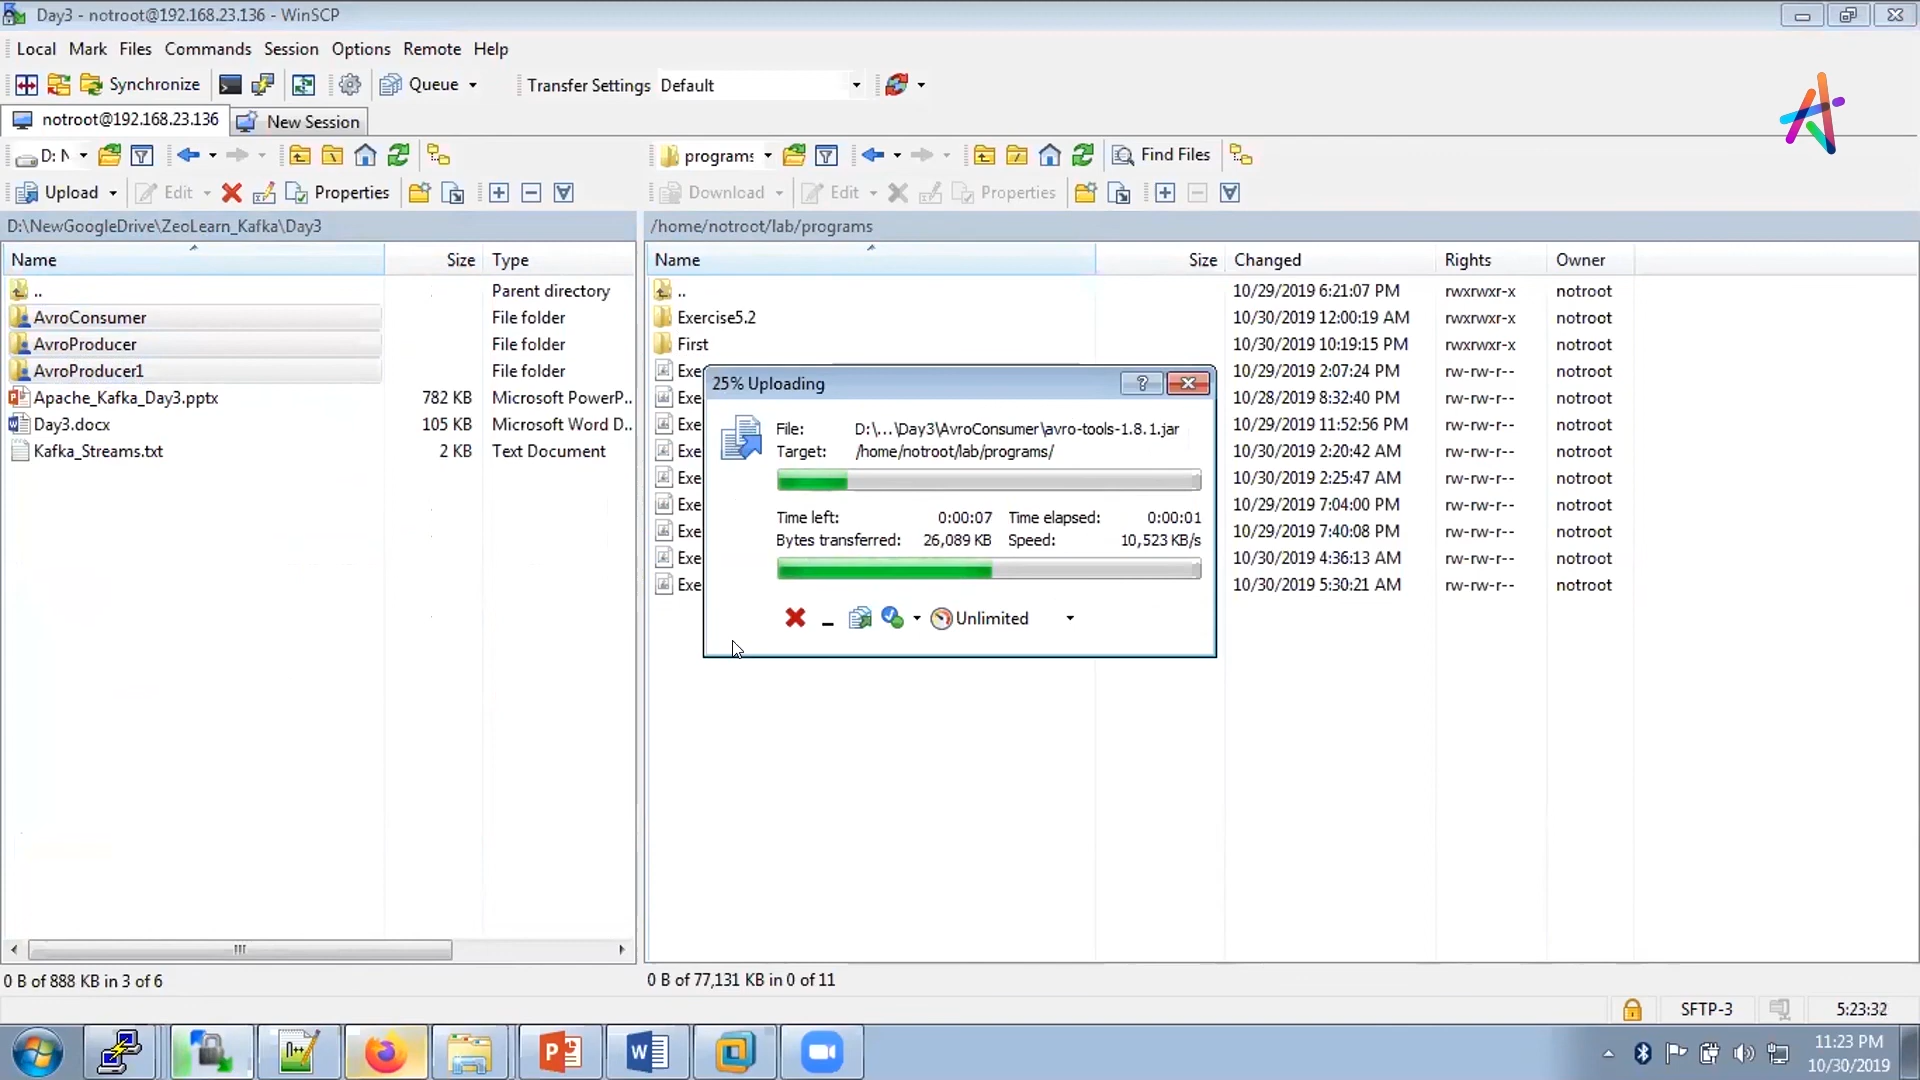 Day3 - notroot@192.168.23.136 - WinSCP
Local Mark Files Commands Session Options Remote Help
Synchronize Queue Transfer Settings Default
notroot@192.168.23.136 New Session
D: N programs Find Files
Upload Edit Properties Download Edit Properties
D:\NewGoogleDrive\ZeoLearn_Kafka\Day3 /home/notroot/lab/programs
Name Size Type Name Size Changed Rights Owner
.. Parent directory .. 10/29/2019 6:21:07 PM rwxrwxr-x notroot
AvroConsumer File folder Exercise5.2 10/30/2019 12:00:19 AM rwxrwxr-x notroot
AvroProducer File folder First 10/30/2019 10:19:15 PM rwxrwxr-x notroot
AvroProducer1 File folder Exe 10/29/2019 2:07:24 PM rw-rw-r-- notroot
Apache_Kafka_Day3.pptx 782 KB Microsoft PowerP.. Exe 10/28/2019 8:32:40 PM rw-rw-r-- notroot
Day3.docx 105 KB Microsoft Word D.. Exe 10/29/2019 11:52:56 PM rw-rw-r-- notroot
Kafka_Streams.txt 2 KB Text Document Exe 10/30/2019 2:20:42 AM rw-rw-r-- notroot
Exe 10/30/2019 2:25:47 AM rw-rw-r-- notroot
Exe 10/29/2019 7:04:00 PM rw-rw-r-- notroot
Exe 10/29/2019 7:40:08 PM rw-rw-r-- notroot
Exe 10/30/2019 4:36:13 AM rw-rw-r-- notroot
Exe 10/30/2019 5:30:21 AM rw-rw-r-- notroot
25% Uploading
File: D:\...\Day3\AvroConsumer\avro-tools-1.8.1.jar
Target: /home/notroot/lab/programs/
Time left: 0:00:07 Time elapsed: 0:00:01
Bytes transferred: 26,089 KB Speed: 10,523 KB/s
Unlimited
0 B of 888 KB in 3 of 6 0 B of 77,131 KB in 0 of 11
SFTP-3 5:23:32
11:23 PM
10/30/2019